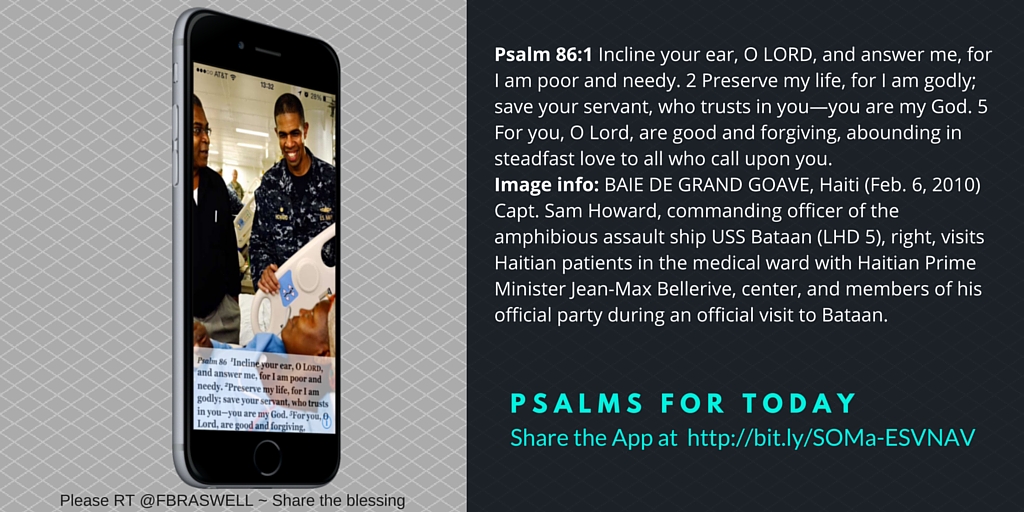 AT&T
13:32
28%
HOWARD
Psalm 86 ¹Incline your ear, O LORD,
and answer me, for I am poor and
needy. ²Preserve my life, for I am
godly; save your servant, who trusts
in you—you are my God. ⁵For you, O
Lord, are good and forgiving,
Please RT @FBRASWELL ~ Share the blessing
Psalm 86:1 Incline your ear, O LORD, and answer me, for
I am poor and needy. 2 Preserve my life, for I am godly;
save your servant, who trusts in you—you are my God. 5
For you, O Lord, are good and forgiving, abounding in
steadfast love to all who call upon you.
Image info: BAIE DE GRAND GOAVE, Haiti (Feb. 6, 2010)
Capt. Sam Howard, commanding officer of the
amphibious assault ship USS Bataan (LHD 5), right, visits
Haitian patients in the medical ward with Haitian Prime
Minister Jean-Max Bellerive, center, and members of his
official party during an official visit to Bataan.
PSALMS FOR TODAY
Share the App at http://bit.ly/SOMa-ESVNAV